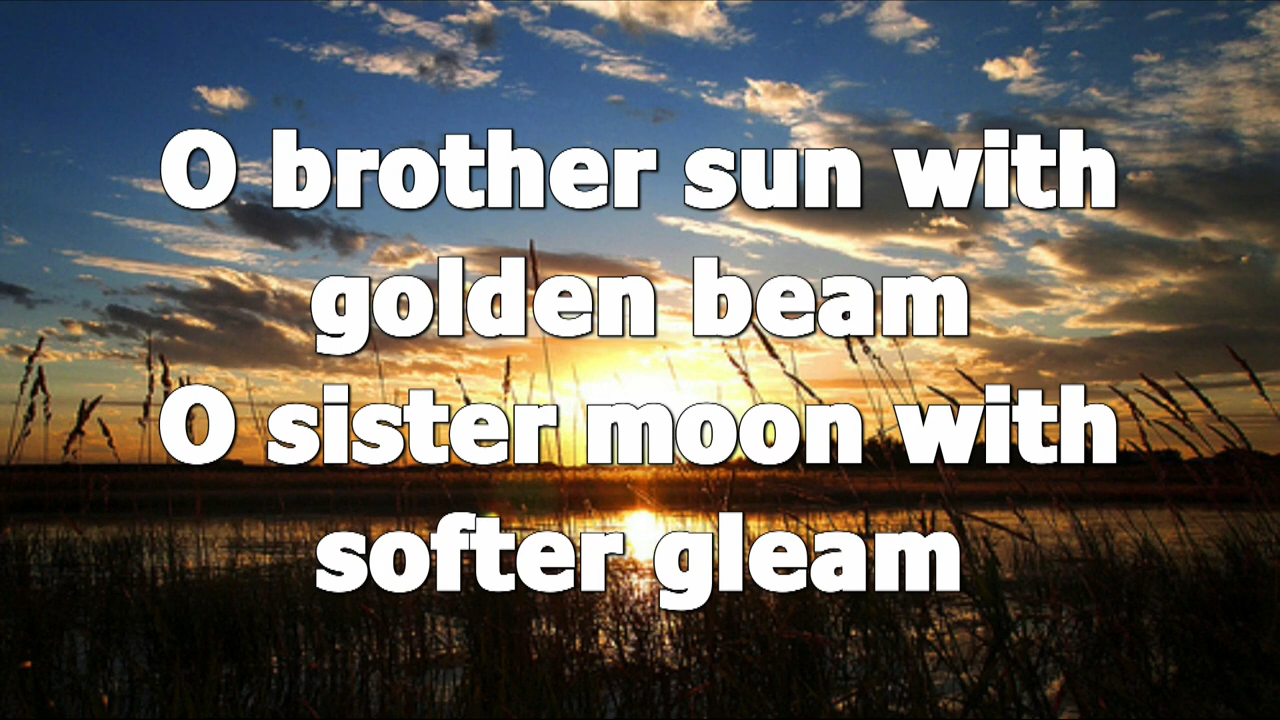 O brother sun with
golden beam
O sister moon with
softer gleam